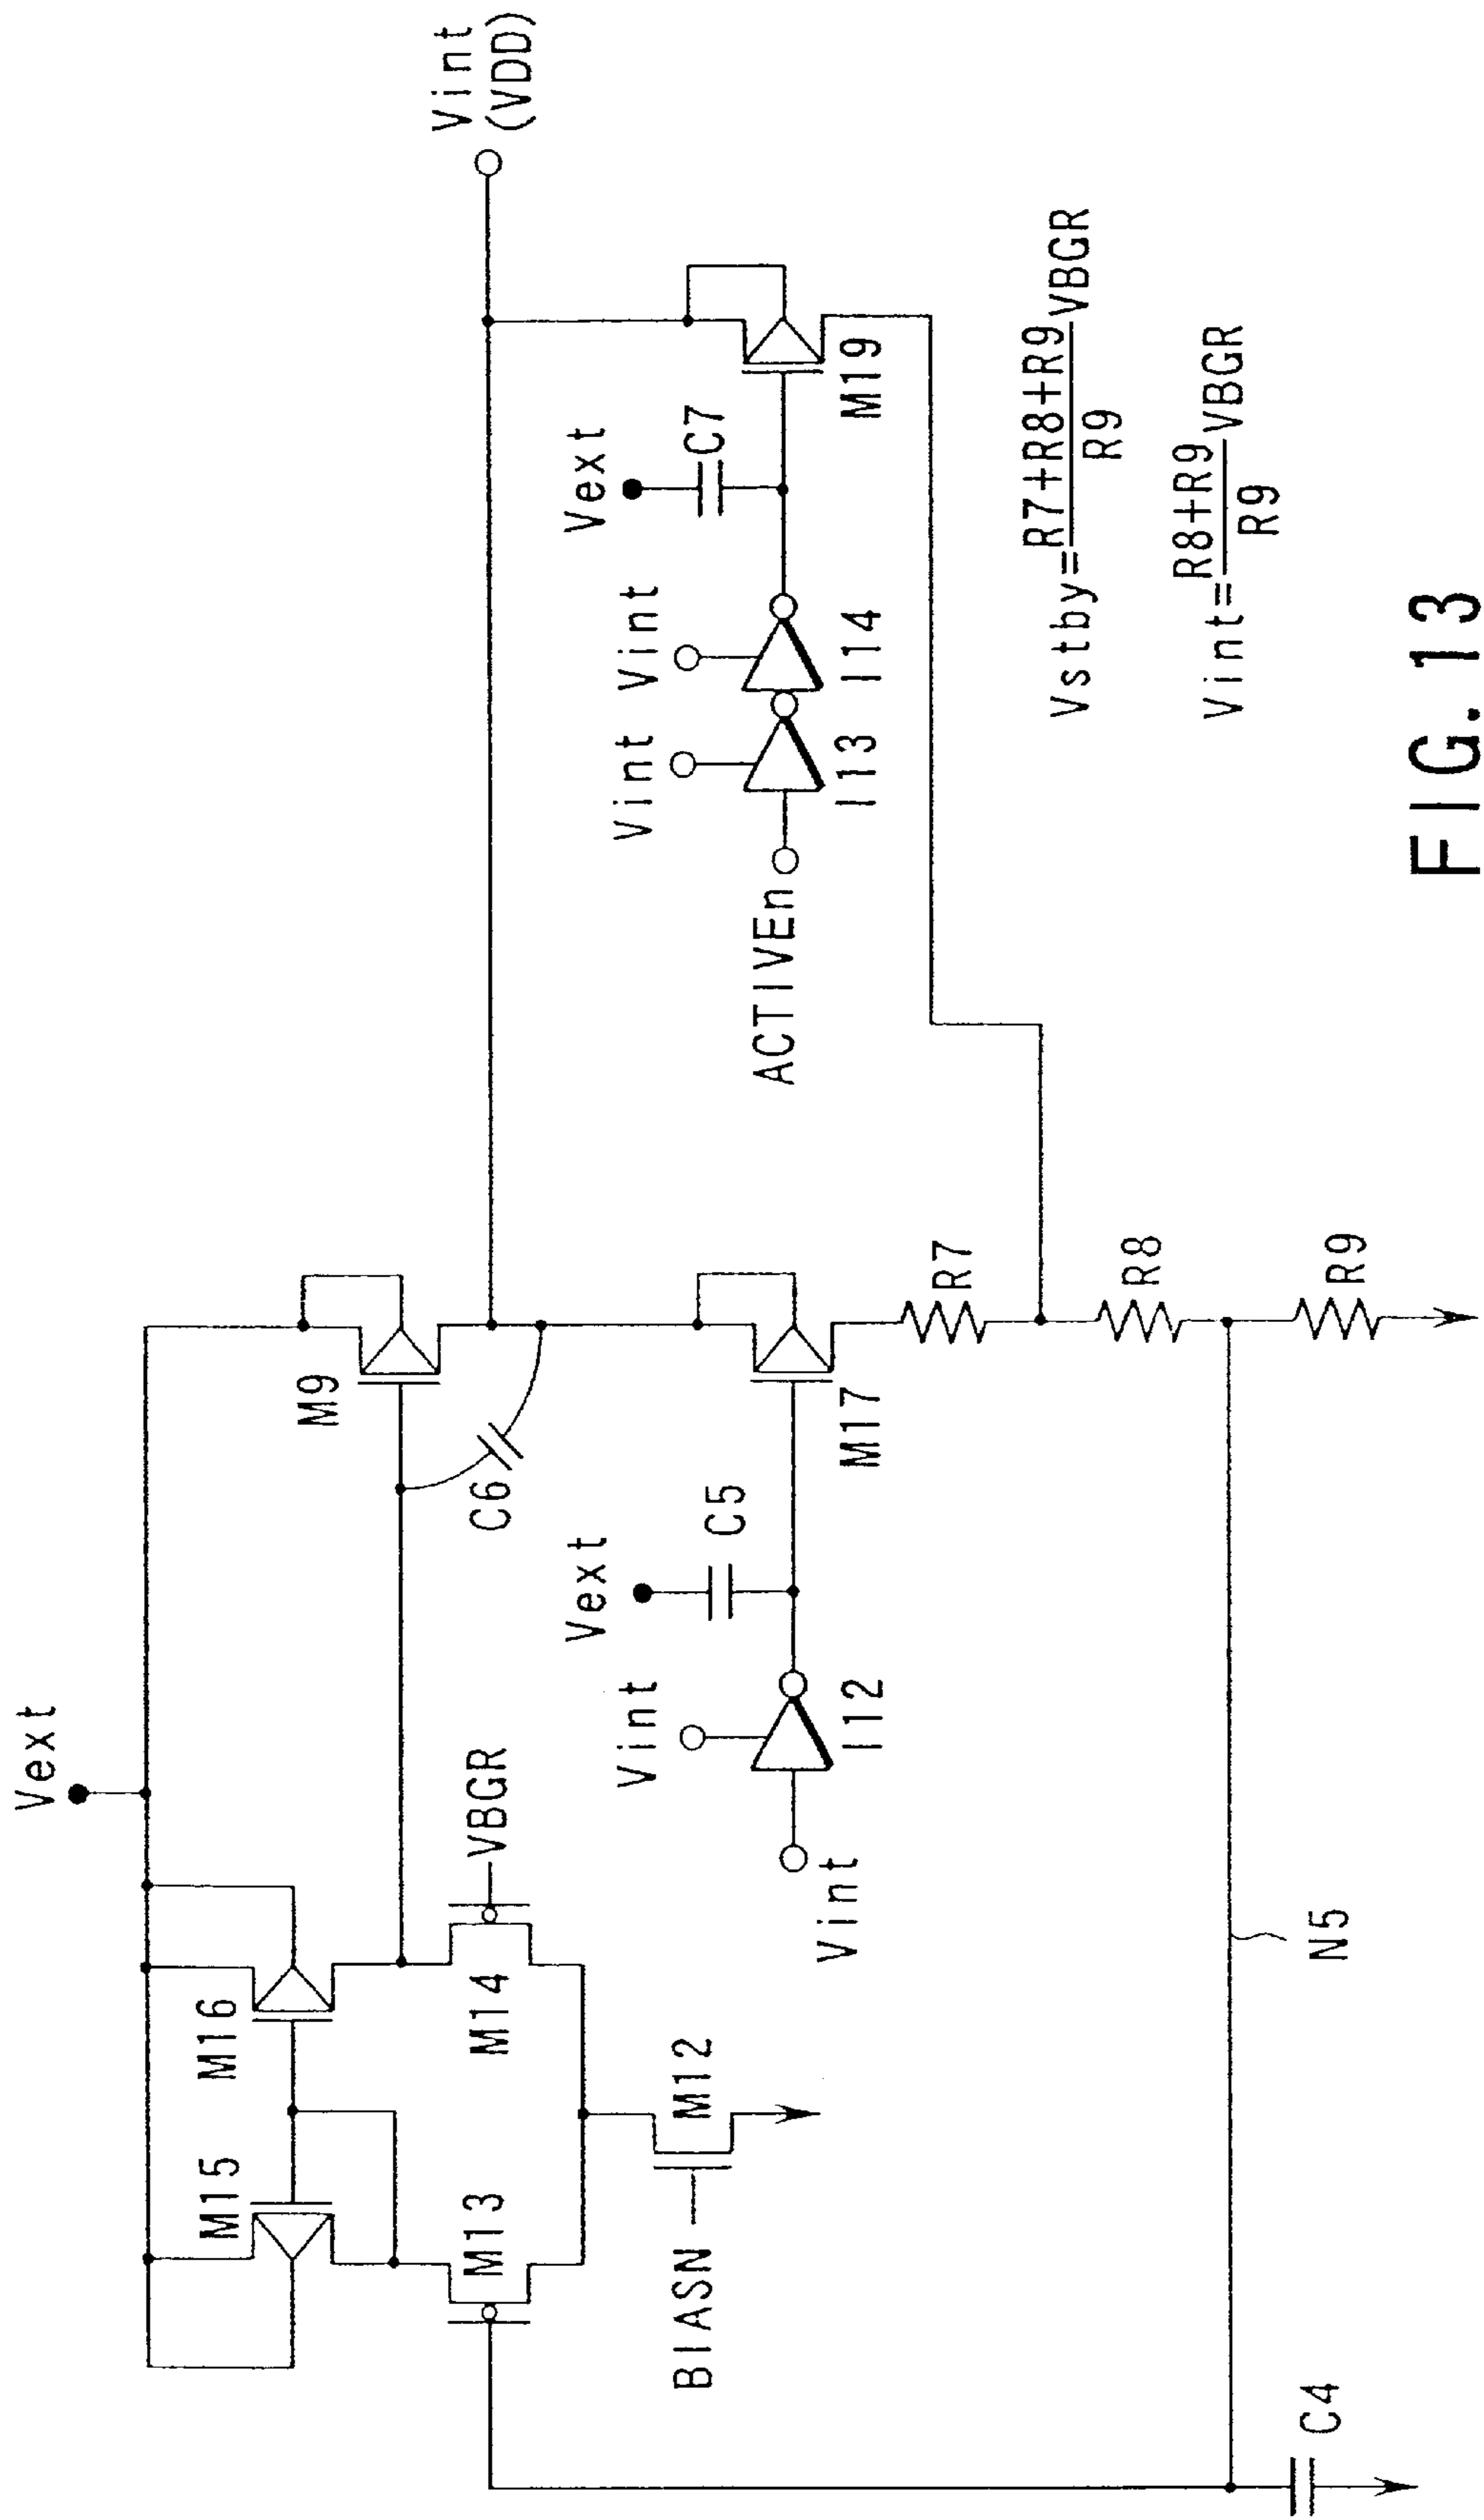 Vext
M15
M16
M9
Vint
(VDD)
C6
M13
M14
VBGR
BIASN
M12
Vext
C5
Vint
Vint
I12
M17
R7
R8
R9
Vext
C7
Vint
Vint
ACTIVEn
I13
I14
M19
N5
C4
Vstby=R7+R8+R9/R9 VBGR
Vint=R8+R9/R9 VBGR
FIG. 13